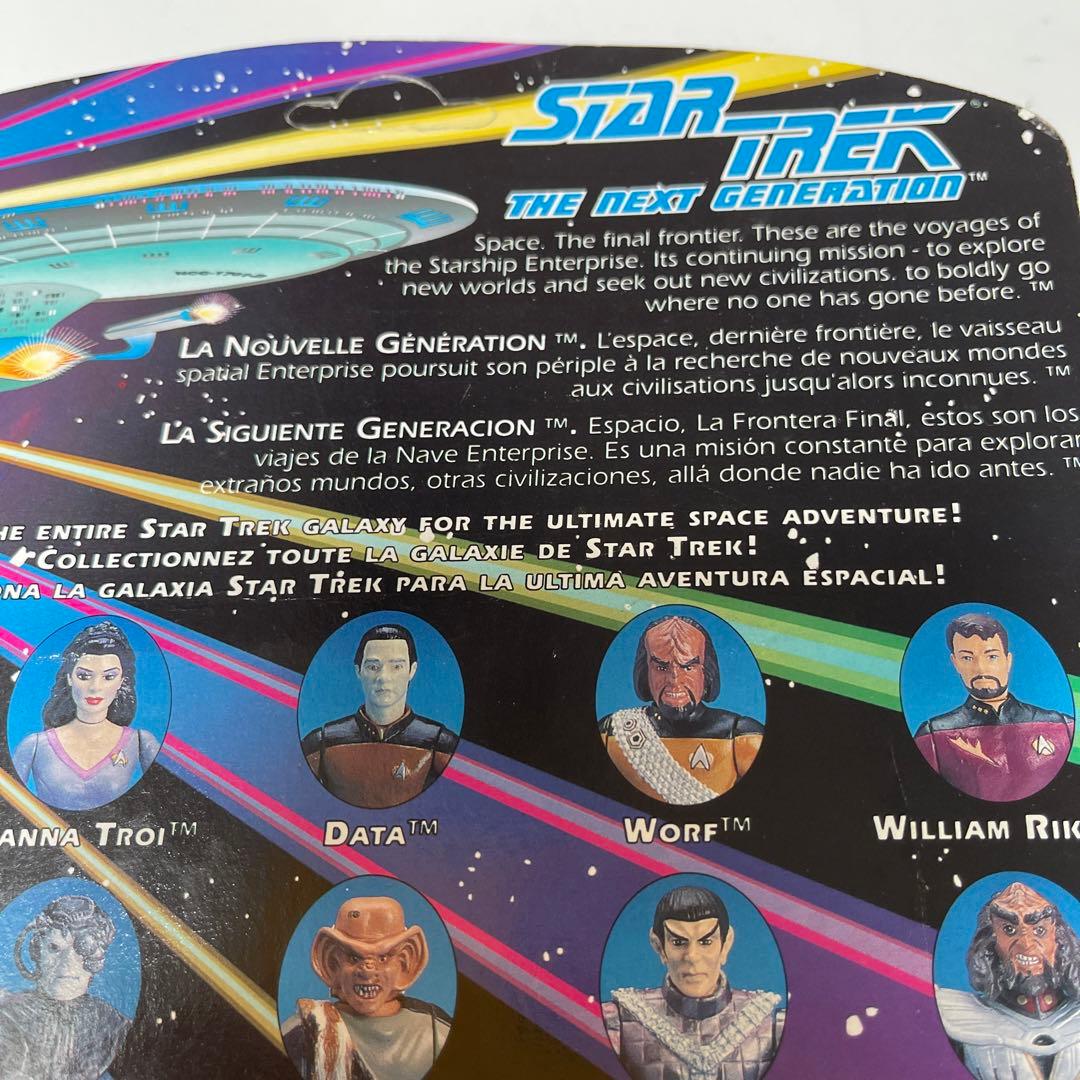 STAR TREK
THE NEXT GENERATION™
Space. The final frontier. These are the voyages of
the Starship Enterprise. Its continuing mission - to explore
new worlds and seek out new civilizations. to boldly go
where no one has gone before. ™
LA NOUVELLE GÉNÉRATION ™. L'espace, dernière frontière, le vaisseau
spatial Enterprise poursuit son périple à la recherche de nouveaux mondes
aux civilisations jusqu'alors inconnues. ™
LA SIGUIENTE GENERACION ™. Espacio, La Frontera Final, éstos son los
viajes de la Nave Enterprise. Es una misión constante para explorar
extraños mundos, otras civilizaciones, allá donde nadie ha ido antes. ™
HE ENTIRE STAR TREK GALAXY FOR THE ULTIMATE SPACE ADVENTURE!
COLLECTIONNEZ TOUTE LA GALAXIE DE STAR TREK!
ONA LA GALAXIA STAR TREK PARA LA ULTIMA AVENTURA ESPACIAL!
ANNA TROI™ DATA™ WORF™ WILLIAM RIK